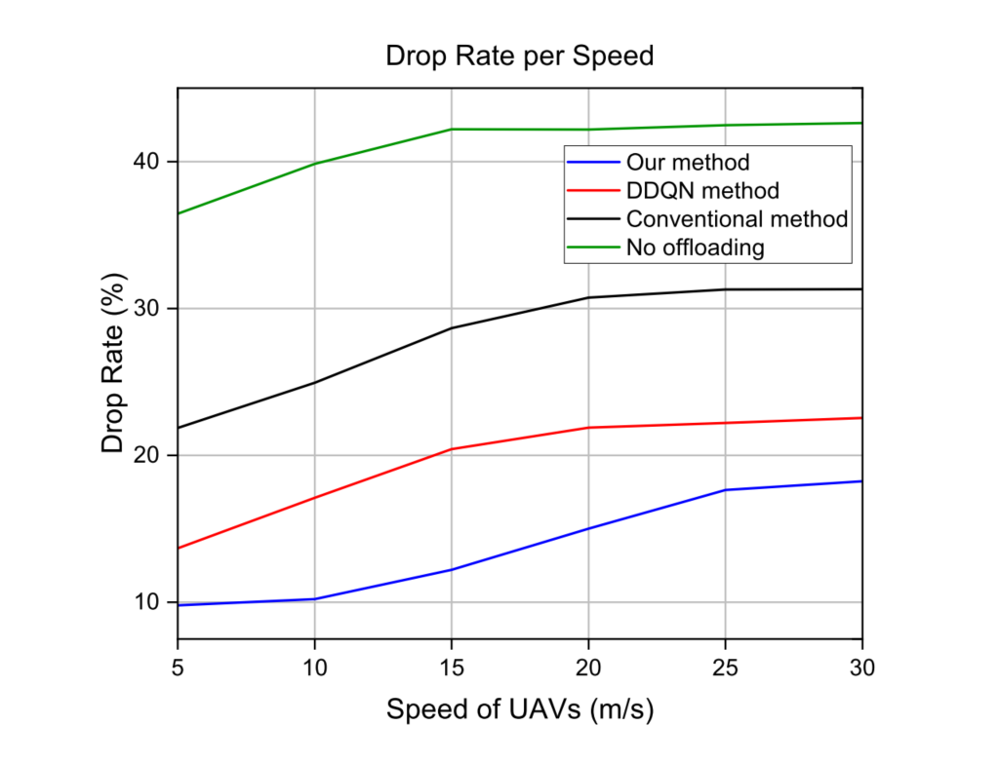 Drop Rate per Speed
40
30
20
10
Drop Rate (%)
Our method
DDQN method
Conventional method
No offloading
5 10 15 20 25 30
Speed of UAVs (m/s)